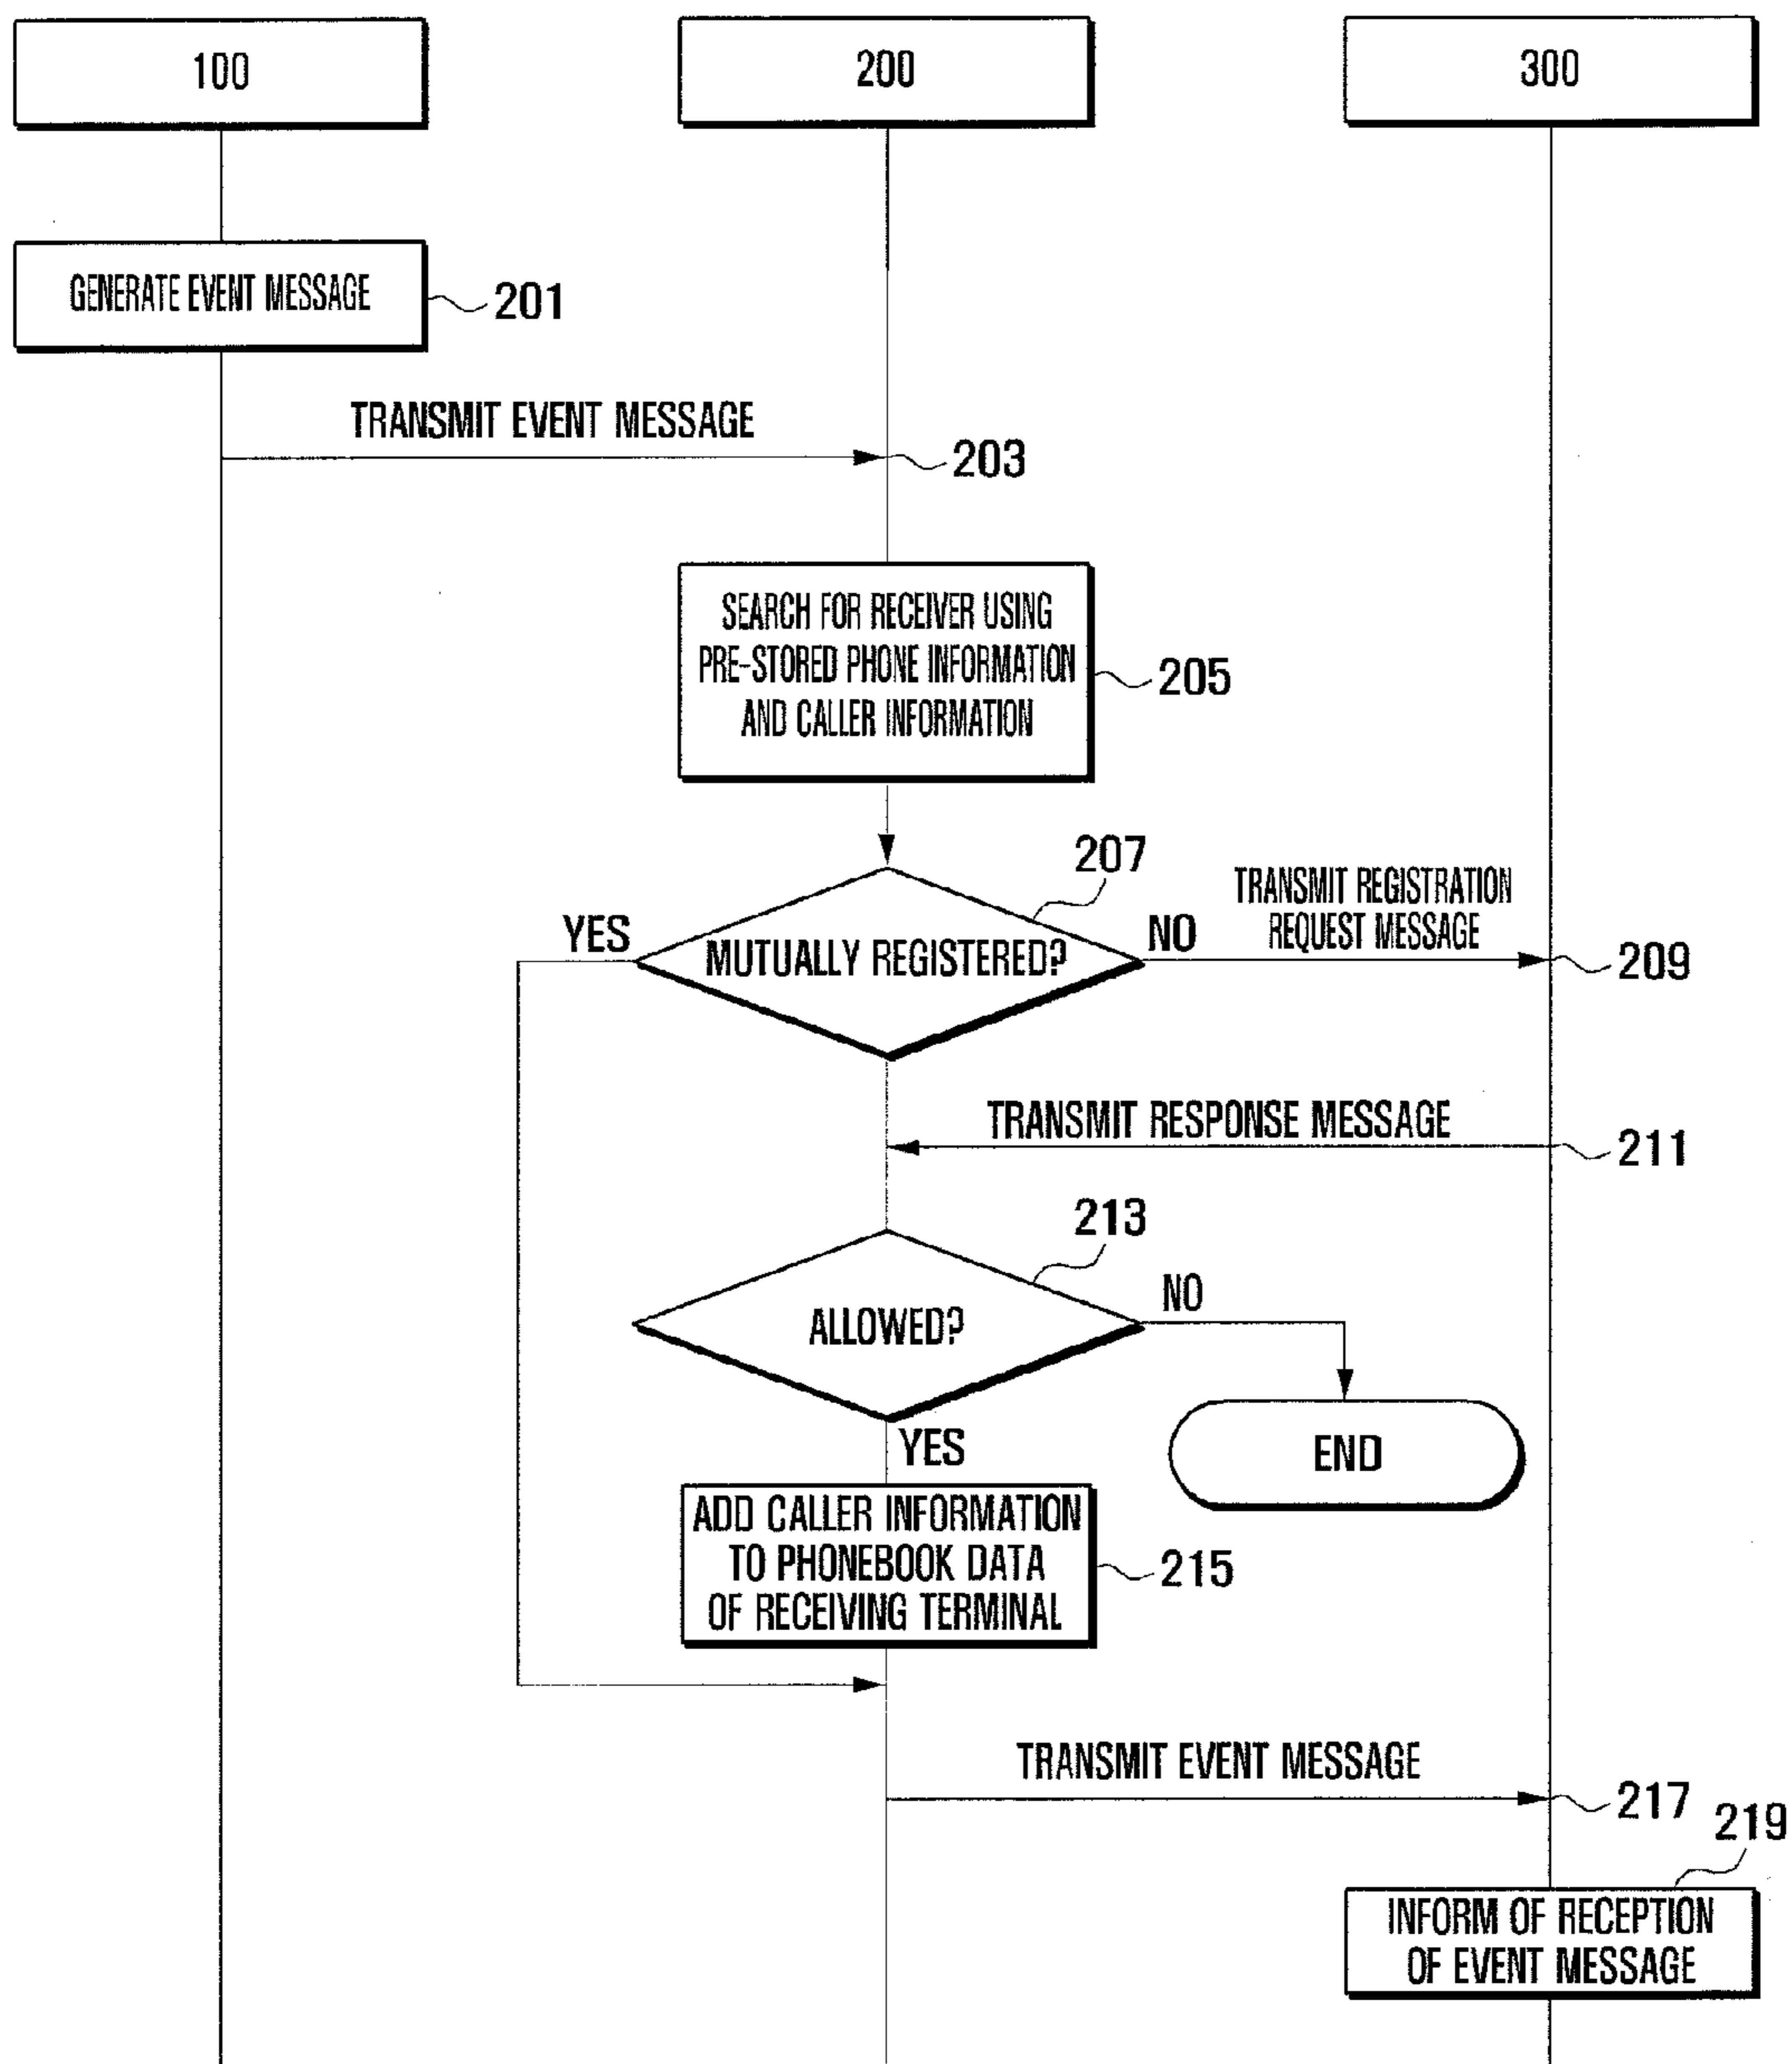 100
200
300
GENERATE EVENT MESSAGE
201
TRANSMIT EVENT MESSAGE
203
SEARCH FOR RECEIVER USING
PRE-STORED PHONE INFORMATION
AND CALLER INFORMATION
205
207
YES
MUTUALLY REGISTERED?
NO
TRANSMIT REGISTRATION
REQUEST MESSAGE
209
TRANSMIT RESPONSE MESSAGE
211
213
ALLOWED?
NO
END
YES
ADD CALLER INFORMATION
TO PHONEBOOK DATA
OF RECEIVING TERMINAL
215
TRANSMIT EVENT MESSAGE
217
219
INFORM OF RECEPTION
OF EVENT MESSAGE